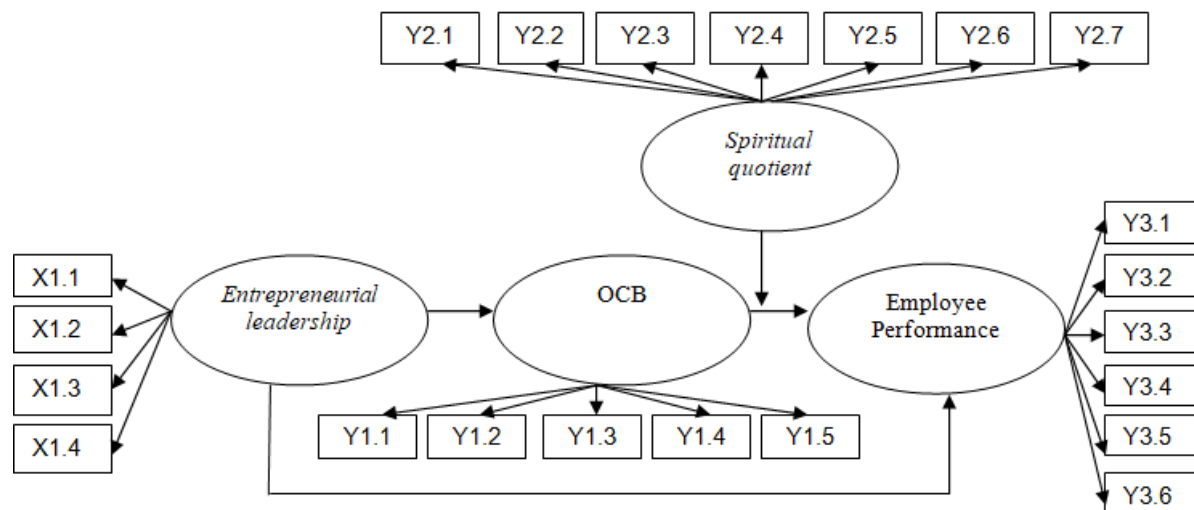 Y2.1 Y2.2 Y2.3 Y2.4 Y2.5 Y2.6 Y2.7
Spiritual
quotient
X1.1
X1.2
X1.3
X1.4
Entrepreneurial
leadership
OCB
Employee
Performance
Y3.1
Y3.2
Y3.3
Y3.4
Y3.5
Y3.6
Y1.1 Y1.2 Y1.3 Y1.4 Y1.5